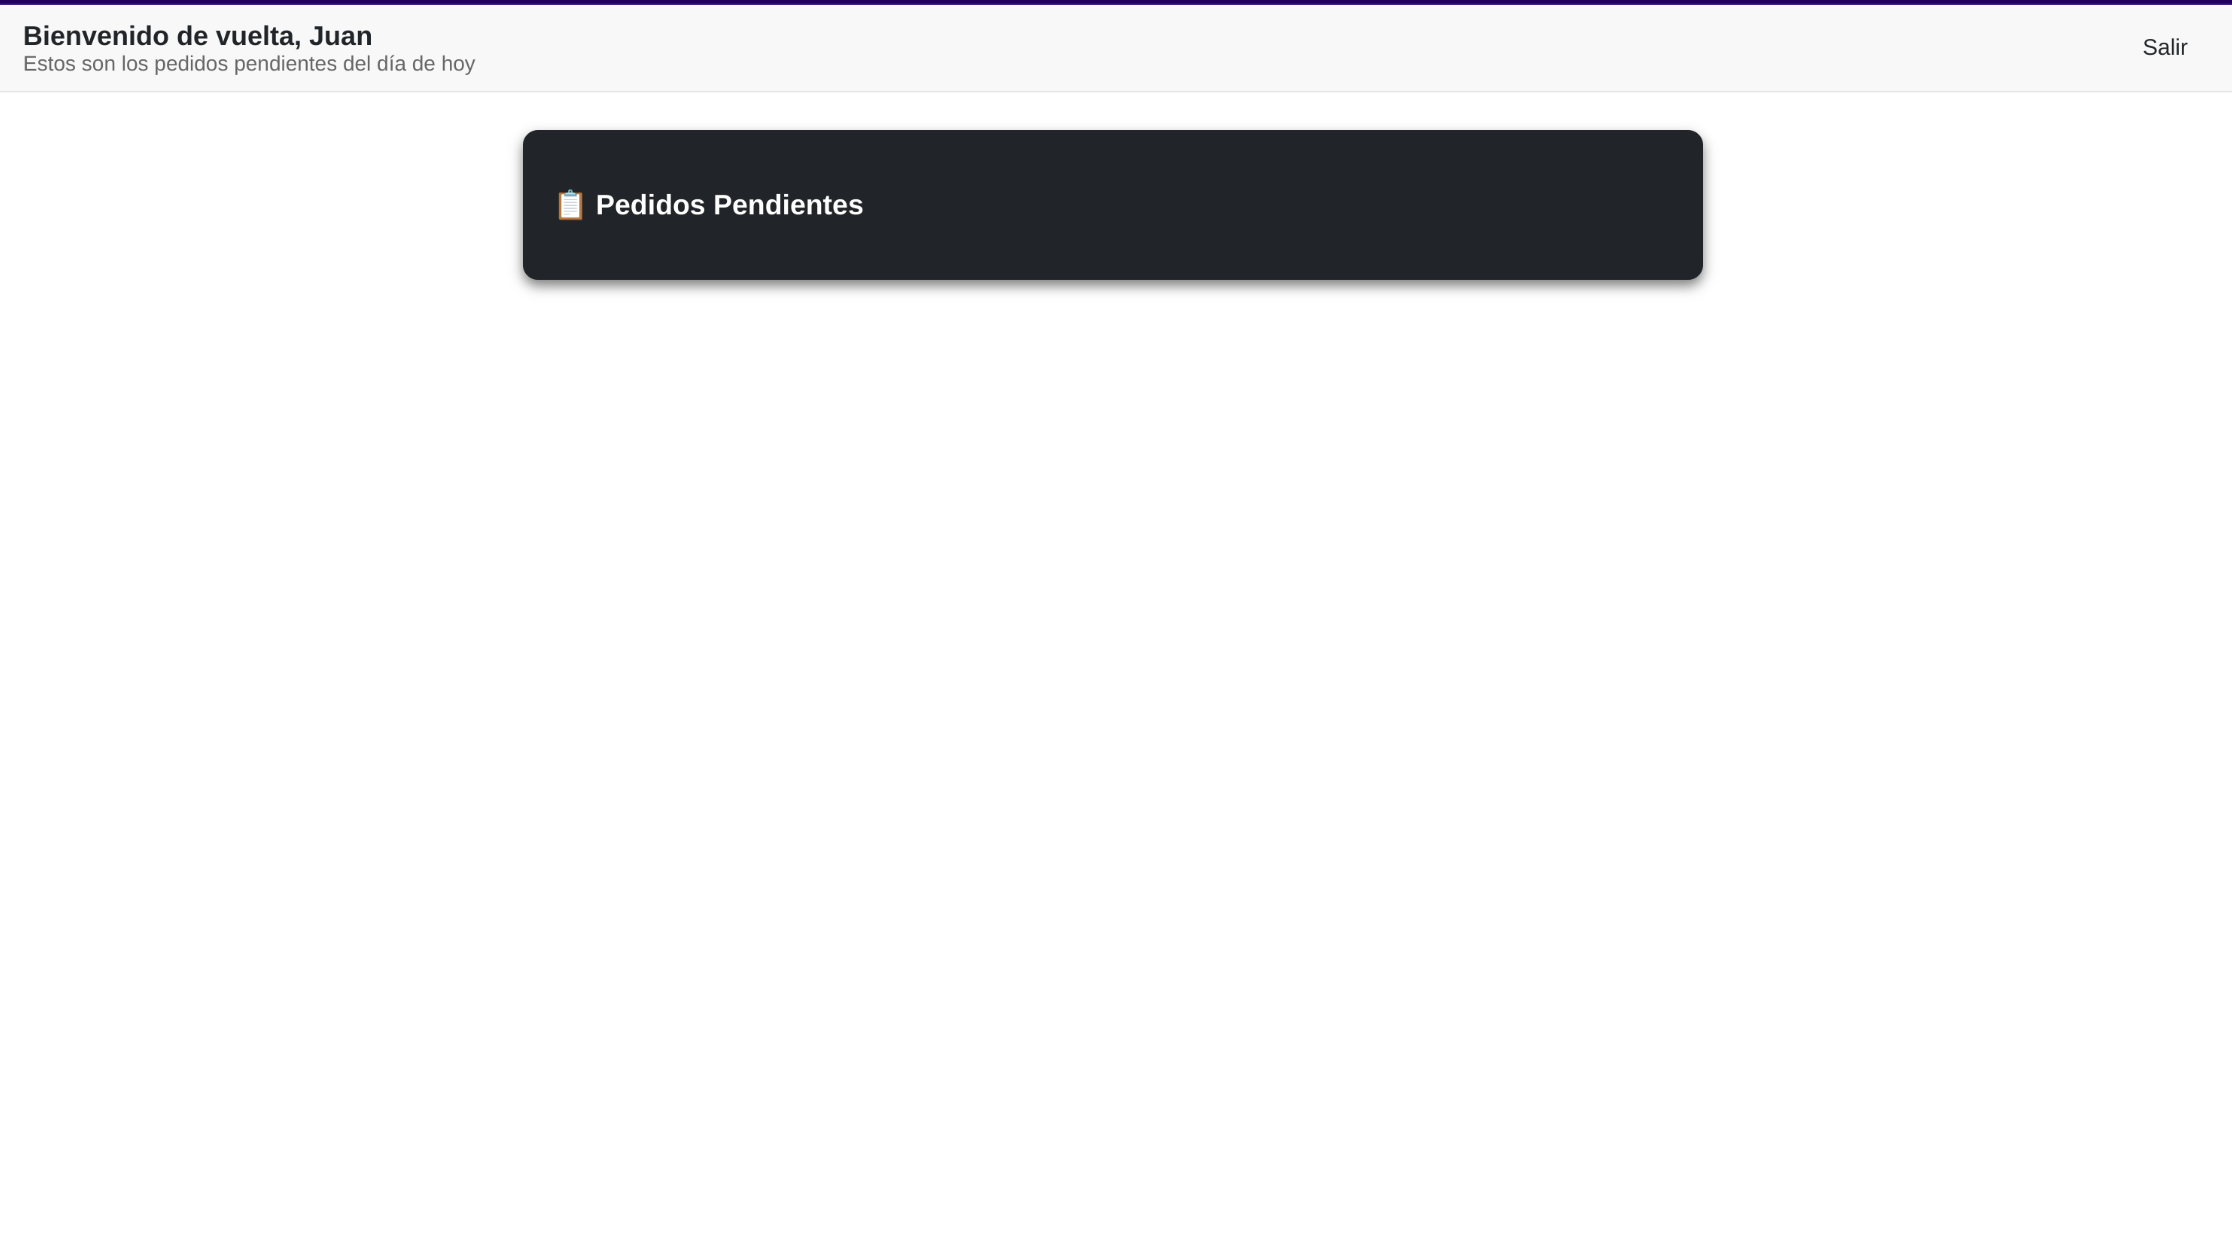 Bienvenido de vuelta, Juan
Estos son los pedidos pendientes del día de hoy
Salir
📋 Pedidos Pendientes